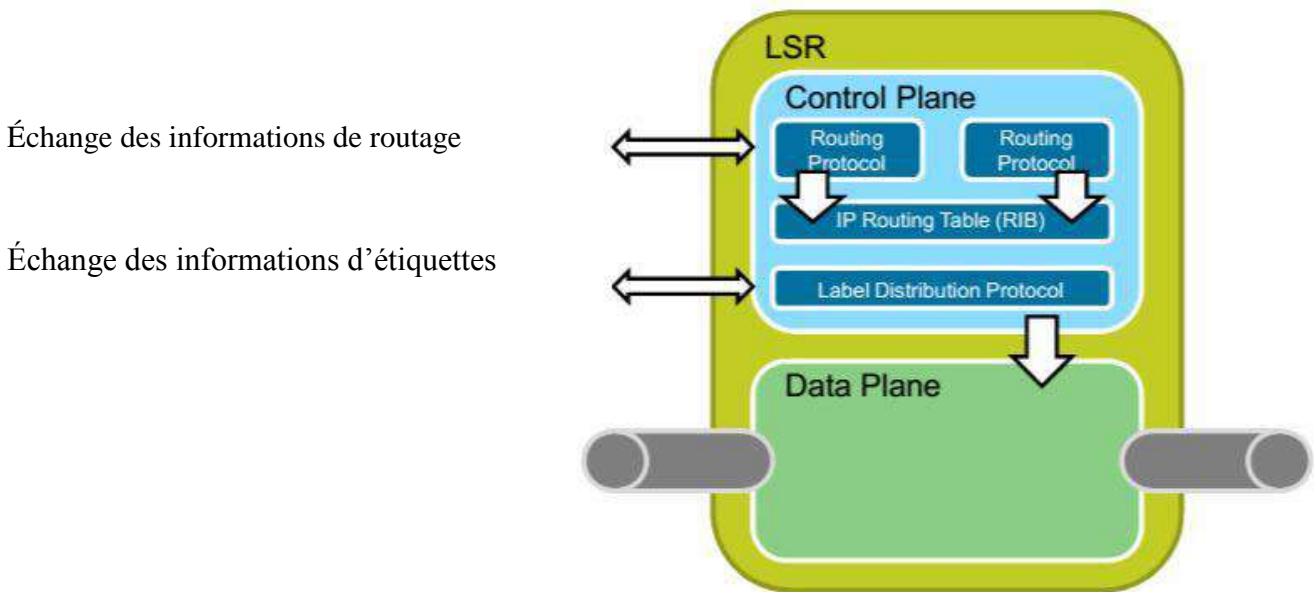 LSR
Control Plane
Échange des informations de routage
Routing
Protocol
Routing
Protocol
IP Routing Table (RIB)
Échange des informations d’étiquettes
Label Distribution Protocol
Data Plane